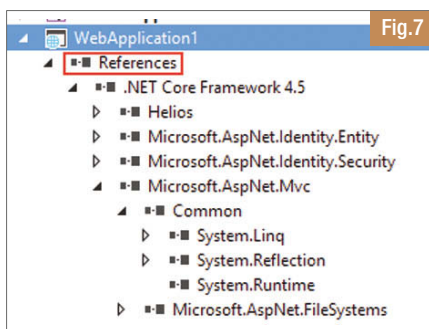 Fig.7
WebApplication1
References
.NET Core Framework 4.5
Helios
Microsoft.AspNet.Identity.Entity
Microsoft.AspNet.Identity.Security
Microsoft.AspNet.Mvc
Common
System.Linq
System.Reflection
System.Runtime
Microsoft.AspNet.FileSystems